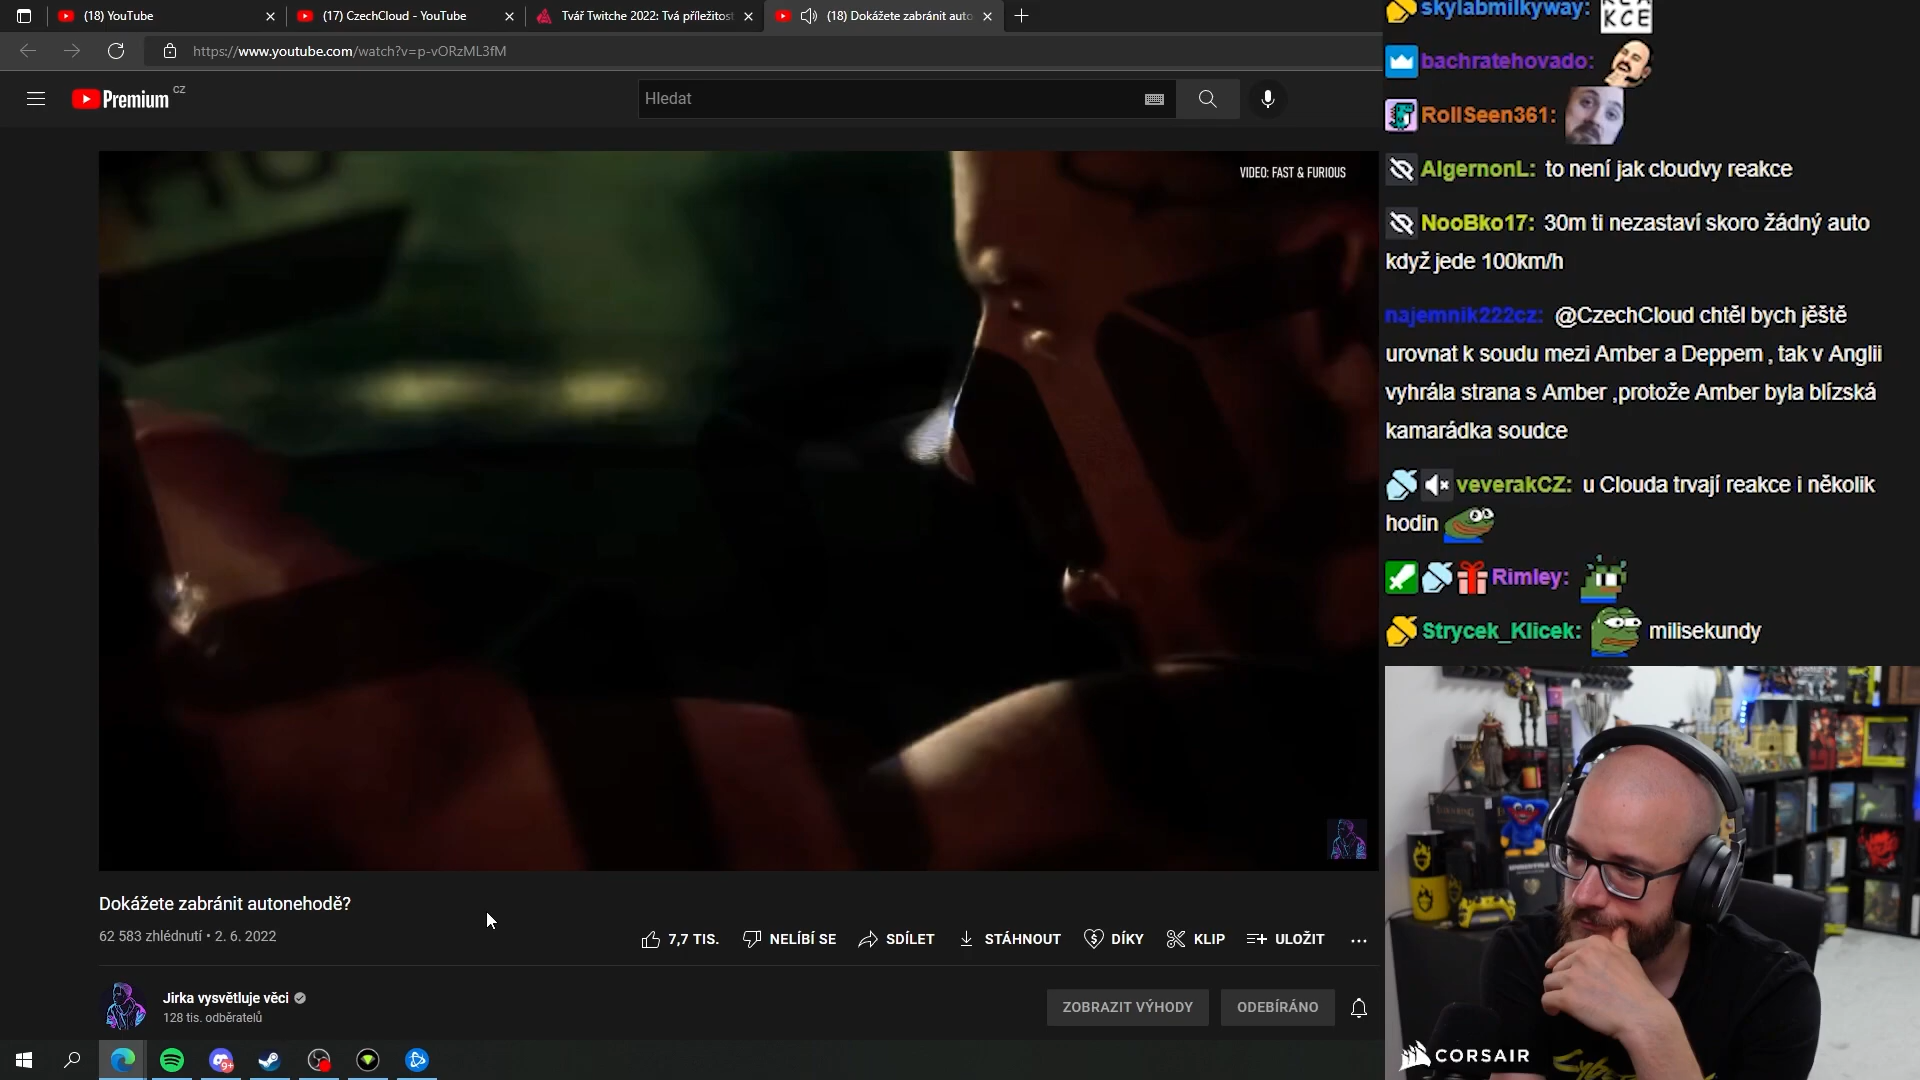 (18) YouTube
(17) CzechCloud - YouTube
Tvář Twitche 2022: Tvá příležitost
(18) Dokážete zabránit auto
https://www.youtube.com/watch?v=p-vORzML3fM
Premium CZ
Hledat
VIDEO: FAST & FURIOUS
Dokážete zabránit autonehodě?
62 583 zhlédnutí • 2. 6. 2022
7,7 TIS.
NELÍBÍ SE
SDÍLET
STÁHNOUT
DÍKY
KLIP
ULOŽIT
Jirka vysvětluje věci
128 tis. odběratelů
ZOBRAZIT VÝHODY
ODEBÍRÁNO
9+
skylabmilkyway:
KCE
bachratehovado:
RollSeen361:
AlgernonL: to není jak cloudvy reakce
NooBko17: 30m ti nezastaví skoro žádný auto
když jede 100km/h
najemnik222cz: @CzechCloud chtěl bych jěště
urovnat k soudu mezi Amber a Deppem , tak v Anglii
vyhrála strana s Amber ,protože Amber byla blízská
kamarádka soudce
veverakCZ: u Clouda trvají reakce i několik
hodin
Rimley:
Strycek_Klicek: milisekundy
CORSAIR